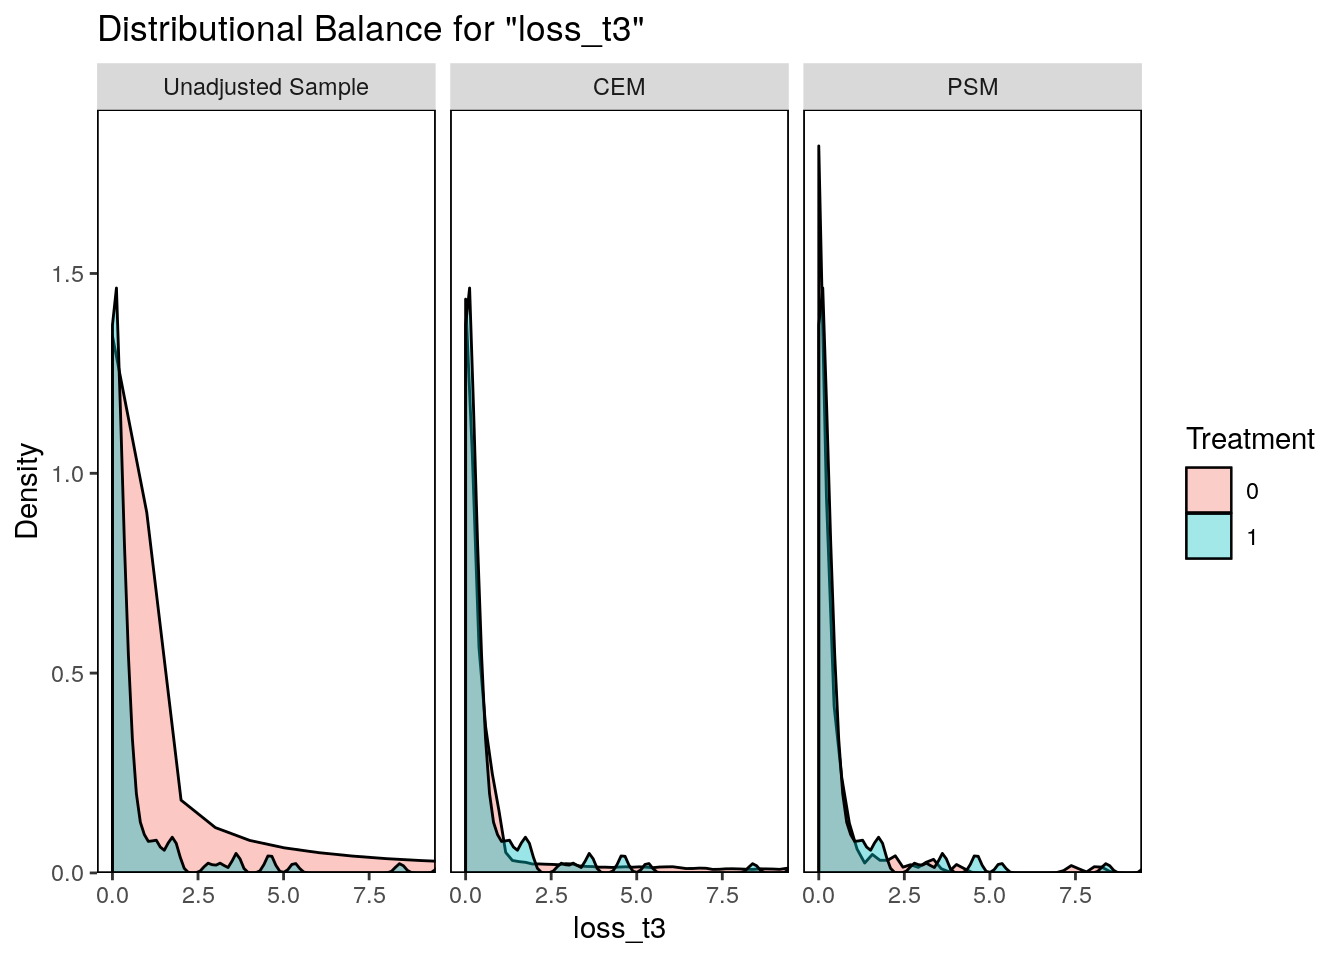 Distributional Balance for "loss_t3"
Unadjusted Sample
CEM
PSM
Density
1.5
1.0
0.5
0.0
0.0 2.5 5.0 7.5
0.0 2.5 5.0 7.5
0.0 2.5 5.0 7.5
loss_t3
Treatment
0
1